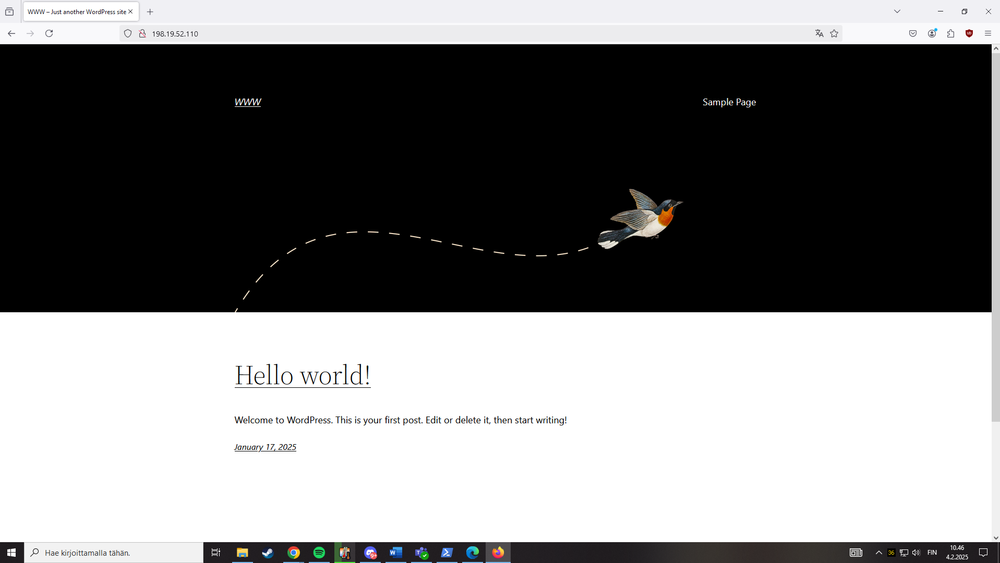 WWW – Just another WordPress site
198.19.52.110
WWW
Sample Page
Hello world!
Welcome to WordPress. This is your first post. Edit or delete it, then start writing!
January 17, 2025
Hae kirjoittamalla tähän.
9+
36
FIN
10.46
4.2.2025